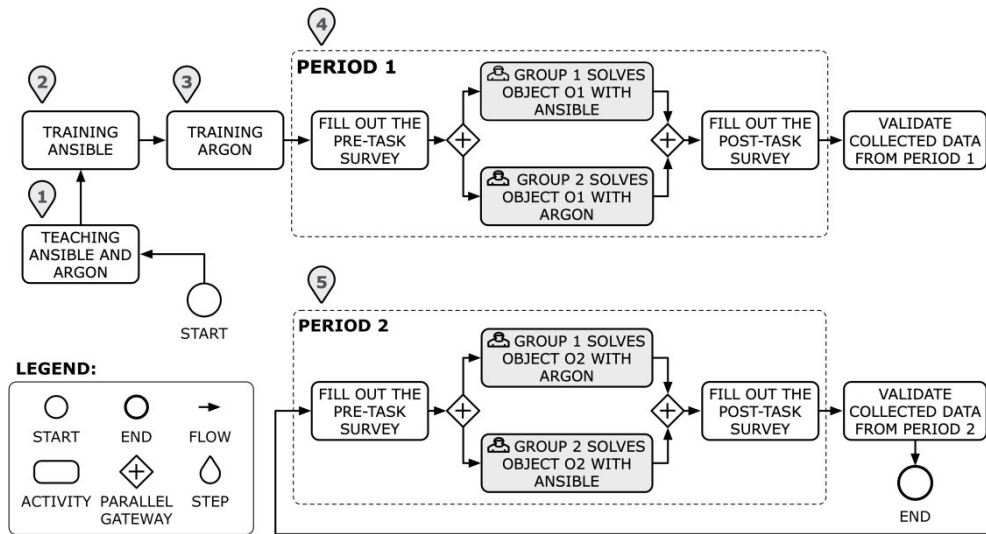 4
PERIOD 1
2
3
TRAINING
ANSIBLE
TRAINING
ARGON
FILL OUT THE
PRE-TASK
SURVEY
GROUP 1 SOLVES
OBJECT O1 WITH
ANSIBLE
GROUP 2 SOLVES
OBJECT O1 WITH
ARGON
FILL OUT THE
POST-TASK
SURVEY
VALIDATE
COLLECTED DATA
FROM PERIOD 1
1
TEACHING
ANSIBLE AND
ARGON
START
5
PERIOD 2
FILL OUT THE
PRE-TASK
SURVEY
GROUP 1 SOLVES
OBJECT O2 WITH
ARGON
GROUP 2 SOLVES
OBJECT O2 WITH
ANSIBLE
FILL OUT THE
POST-TASK
SURVEY
VALIDATE
COLLECTED DATA
FROM PERIOD 2
END
LEGEND:
START
END
FLOW
ACTIVITY
PARALLEL
GATEWAY
STEP